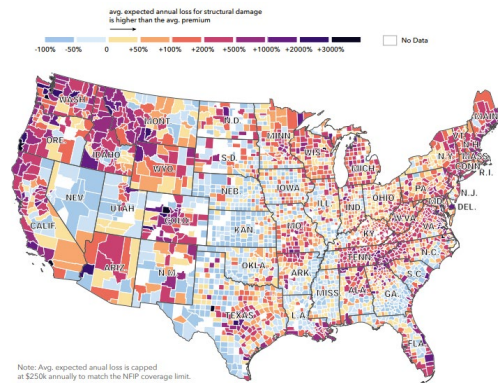 avg. expected annual loss for structural damage
is higher than the avg. premium
-100% -50% 0 +50% +100% +200% +500% +1000% +2000% +3000%
No Data
WASH.
MONT.
N.D.
MINN.
MAIN
ORE.
IDAHO
WYO.
S.D.
WIS.
MICH.
N.Y.
VT.
N.H.
MASS.
CONN.
R.I.
NEV.
UTAH
COLO.
NEB.
IOWA
ILL.
IND.
OHIO
PA.
N.J.
MD.
DEL.
CALIF.
KAN.
MO.
KY.
W.VA.
VA.
ARIZ.
N.M.
OKLA.
ARK.
TENN.
N.C.
S.C.
TEXAS
LA.
MISS.
ALA.
GA.
FLA.
Note: Avg. expected anual loss is capped
at $250k annually to match the NFIP coverage limit.